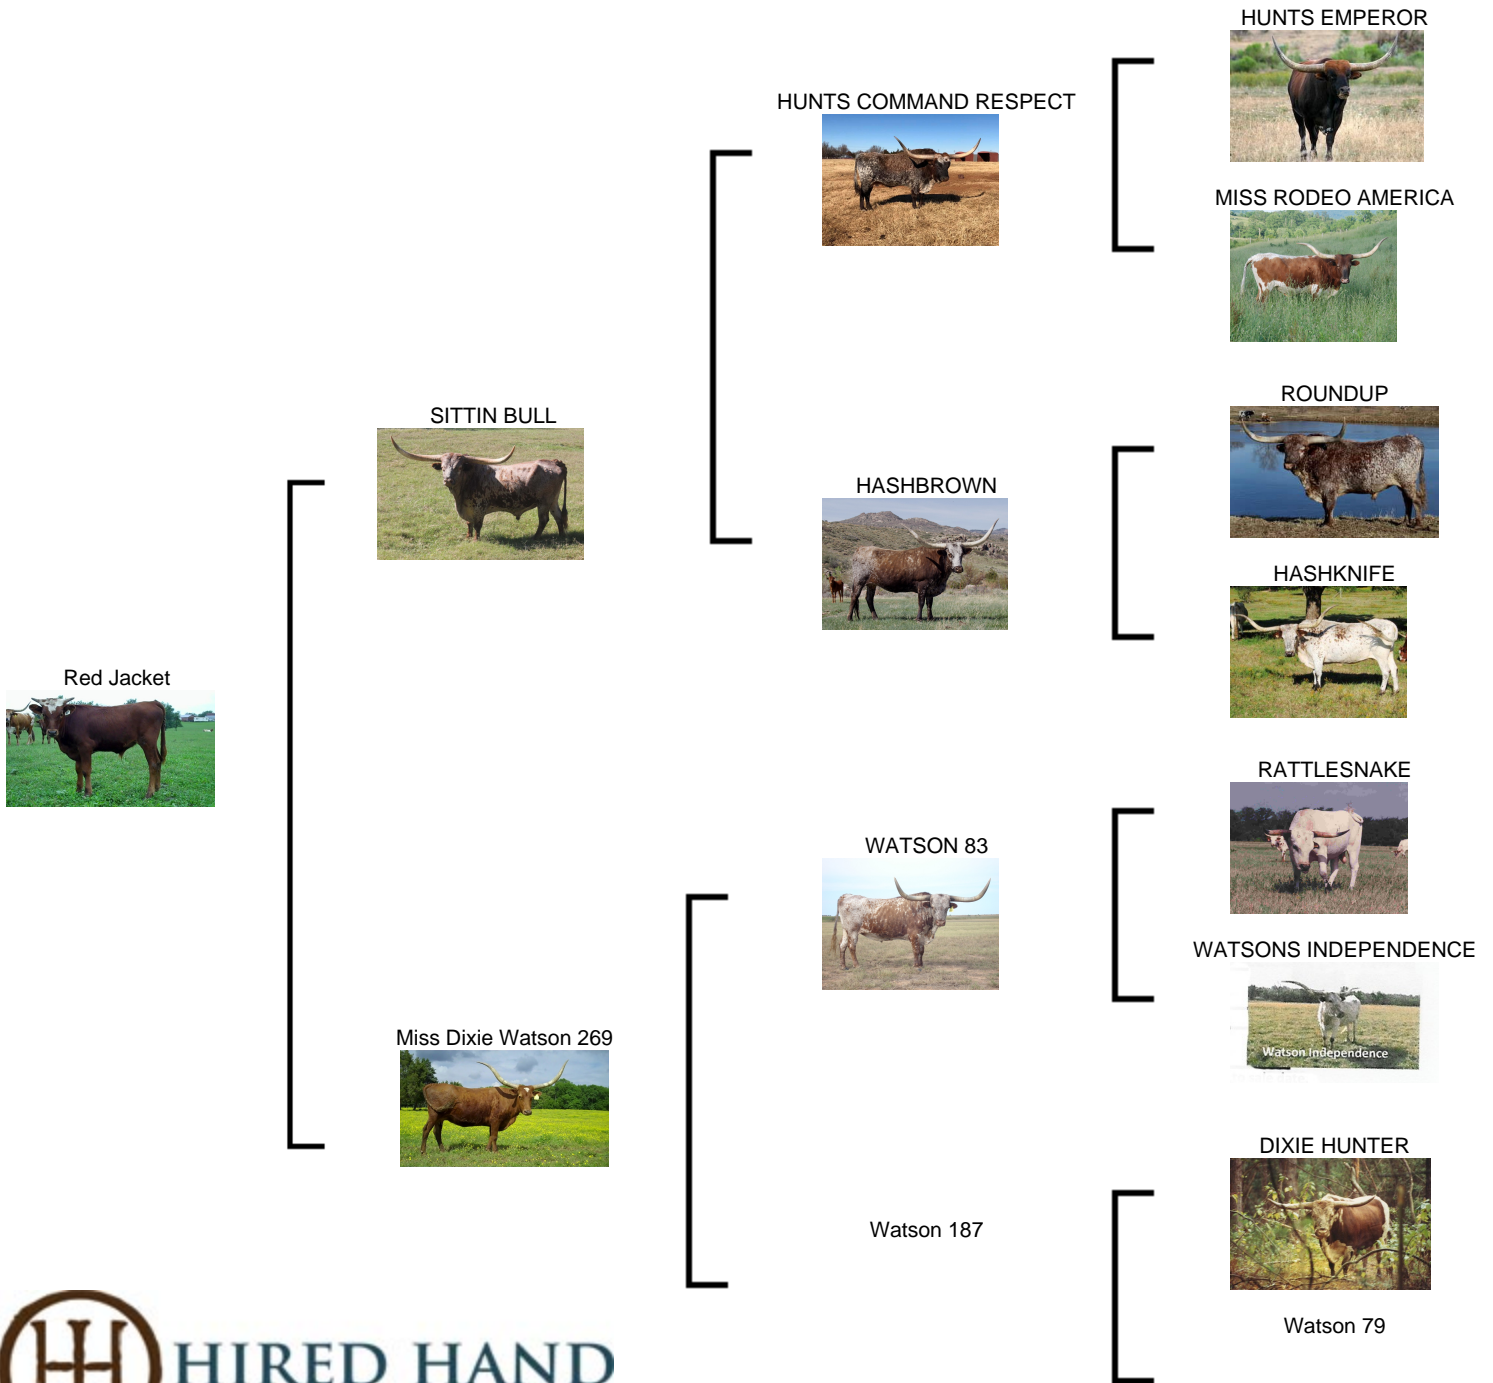 HUNTS EMPEROR
HUNTS COMMAND RESPECT
MISS RODEO AMERICA
SITTIN BULL
ROUNDUP
HASHBROWN
HASHKNIFE
Red Jacket
RATTLESNAKE
WATSON 83
WATSONS INDEPENDENCE
Watson Independence
Miss Dixie Watson 269
DIXIE HUNTER
Watson 187
Watson 79
HIRED HAND